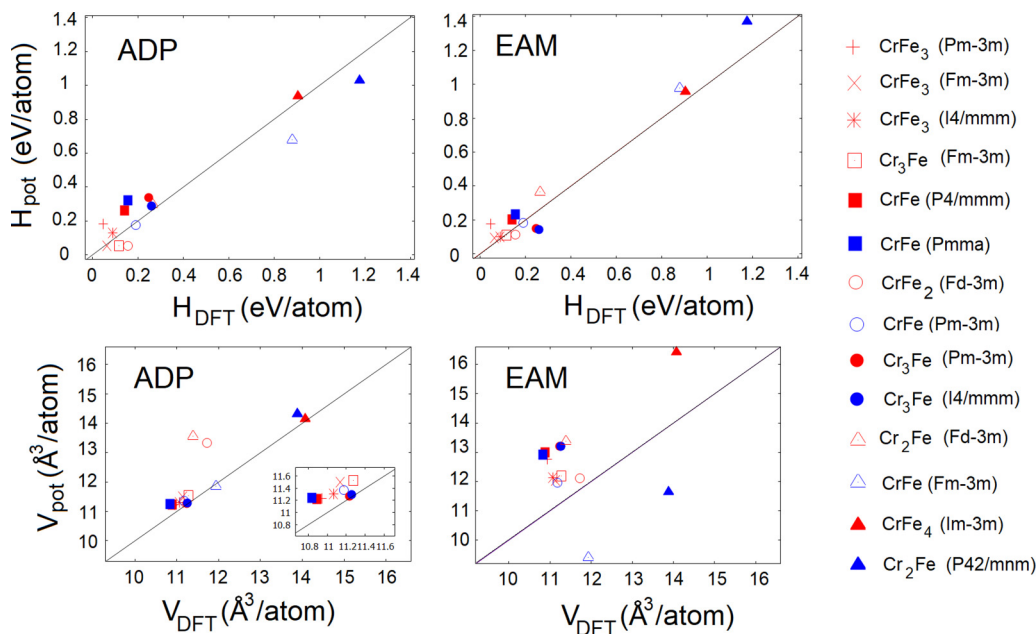 ADP
H_pot (eV/atom)
1.4
1.2
1
0.8
0.6
0.4
0.2
0
0 0.2 0.4 0.6 0.8 1 1.2 1.4
H_DFT (eV/atom)
EAM
1.4
1.2
1
0.8
0.6
0.4
0.2
0
0 0.2 0.4 0.6 0.8 1 1.2 1.4
H_DFT (eV/atom)
ADP
V_pot (Å³/atom)
16
15
14
13
12
11
10
11.6
11.4
11.2
11
10.8
10.8 11 11.2 11.4 11.6
10 11 12 13 14 15 16
V_DFT (Å³/atom)
EAM
16
15
14
13
12
11
10
10 11 12 13 14 15 16
V_DFT (Å³/atom)
CrFe₃ (Pm-3m)
CrFe₃ (Fm-3m)
CrFe₃ (I4/mmm)
Cr₃Fe (Fm-3m)
CrFe (P4/mmm)
CrFe (Pmma)
CrFe₂ (Fd-3m)
CrFe (Pm-3m)
Cr₃Fe (Pm-3m)
Cr₃Fe (I4/mmm)
Cr₂Fe (Fd-3m)
CrFe (Fm-3m)
CrFe₄ (Im-3m)
Cr₂Fe (P42/mnm)